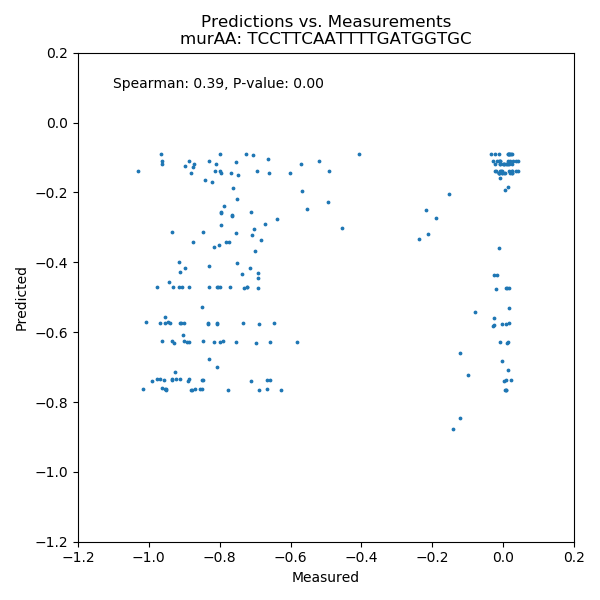 Predictions vs. Measurements
murAA: TCCTTCAATTTTGATGGTGC
Spearman: 0.39, P-value: 0.00
0.2
0.0
−0.2
−0.4
−0.6
−0.8
−1.0
−1.2
Predicted
−1.2 −1.0 −0.8 −0.6 −0.4 −0.2 0.0 0.2
Measured